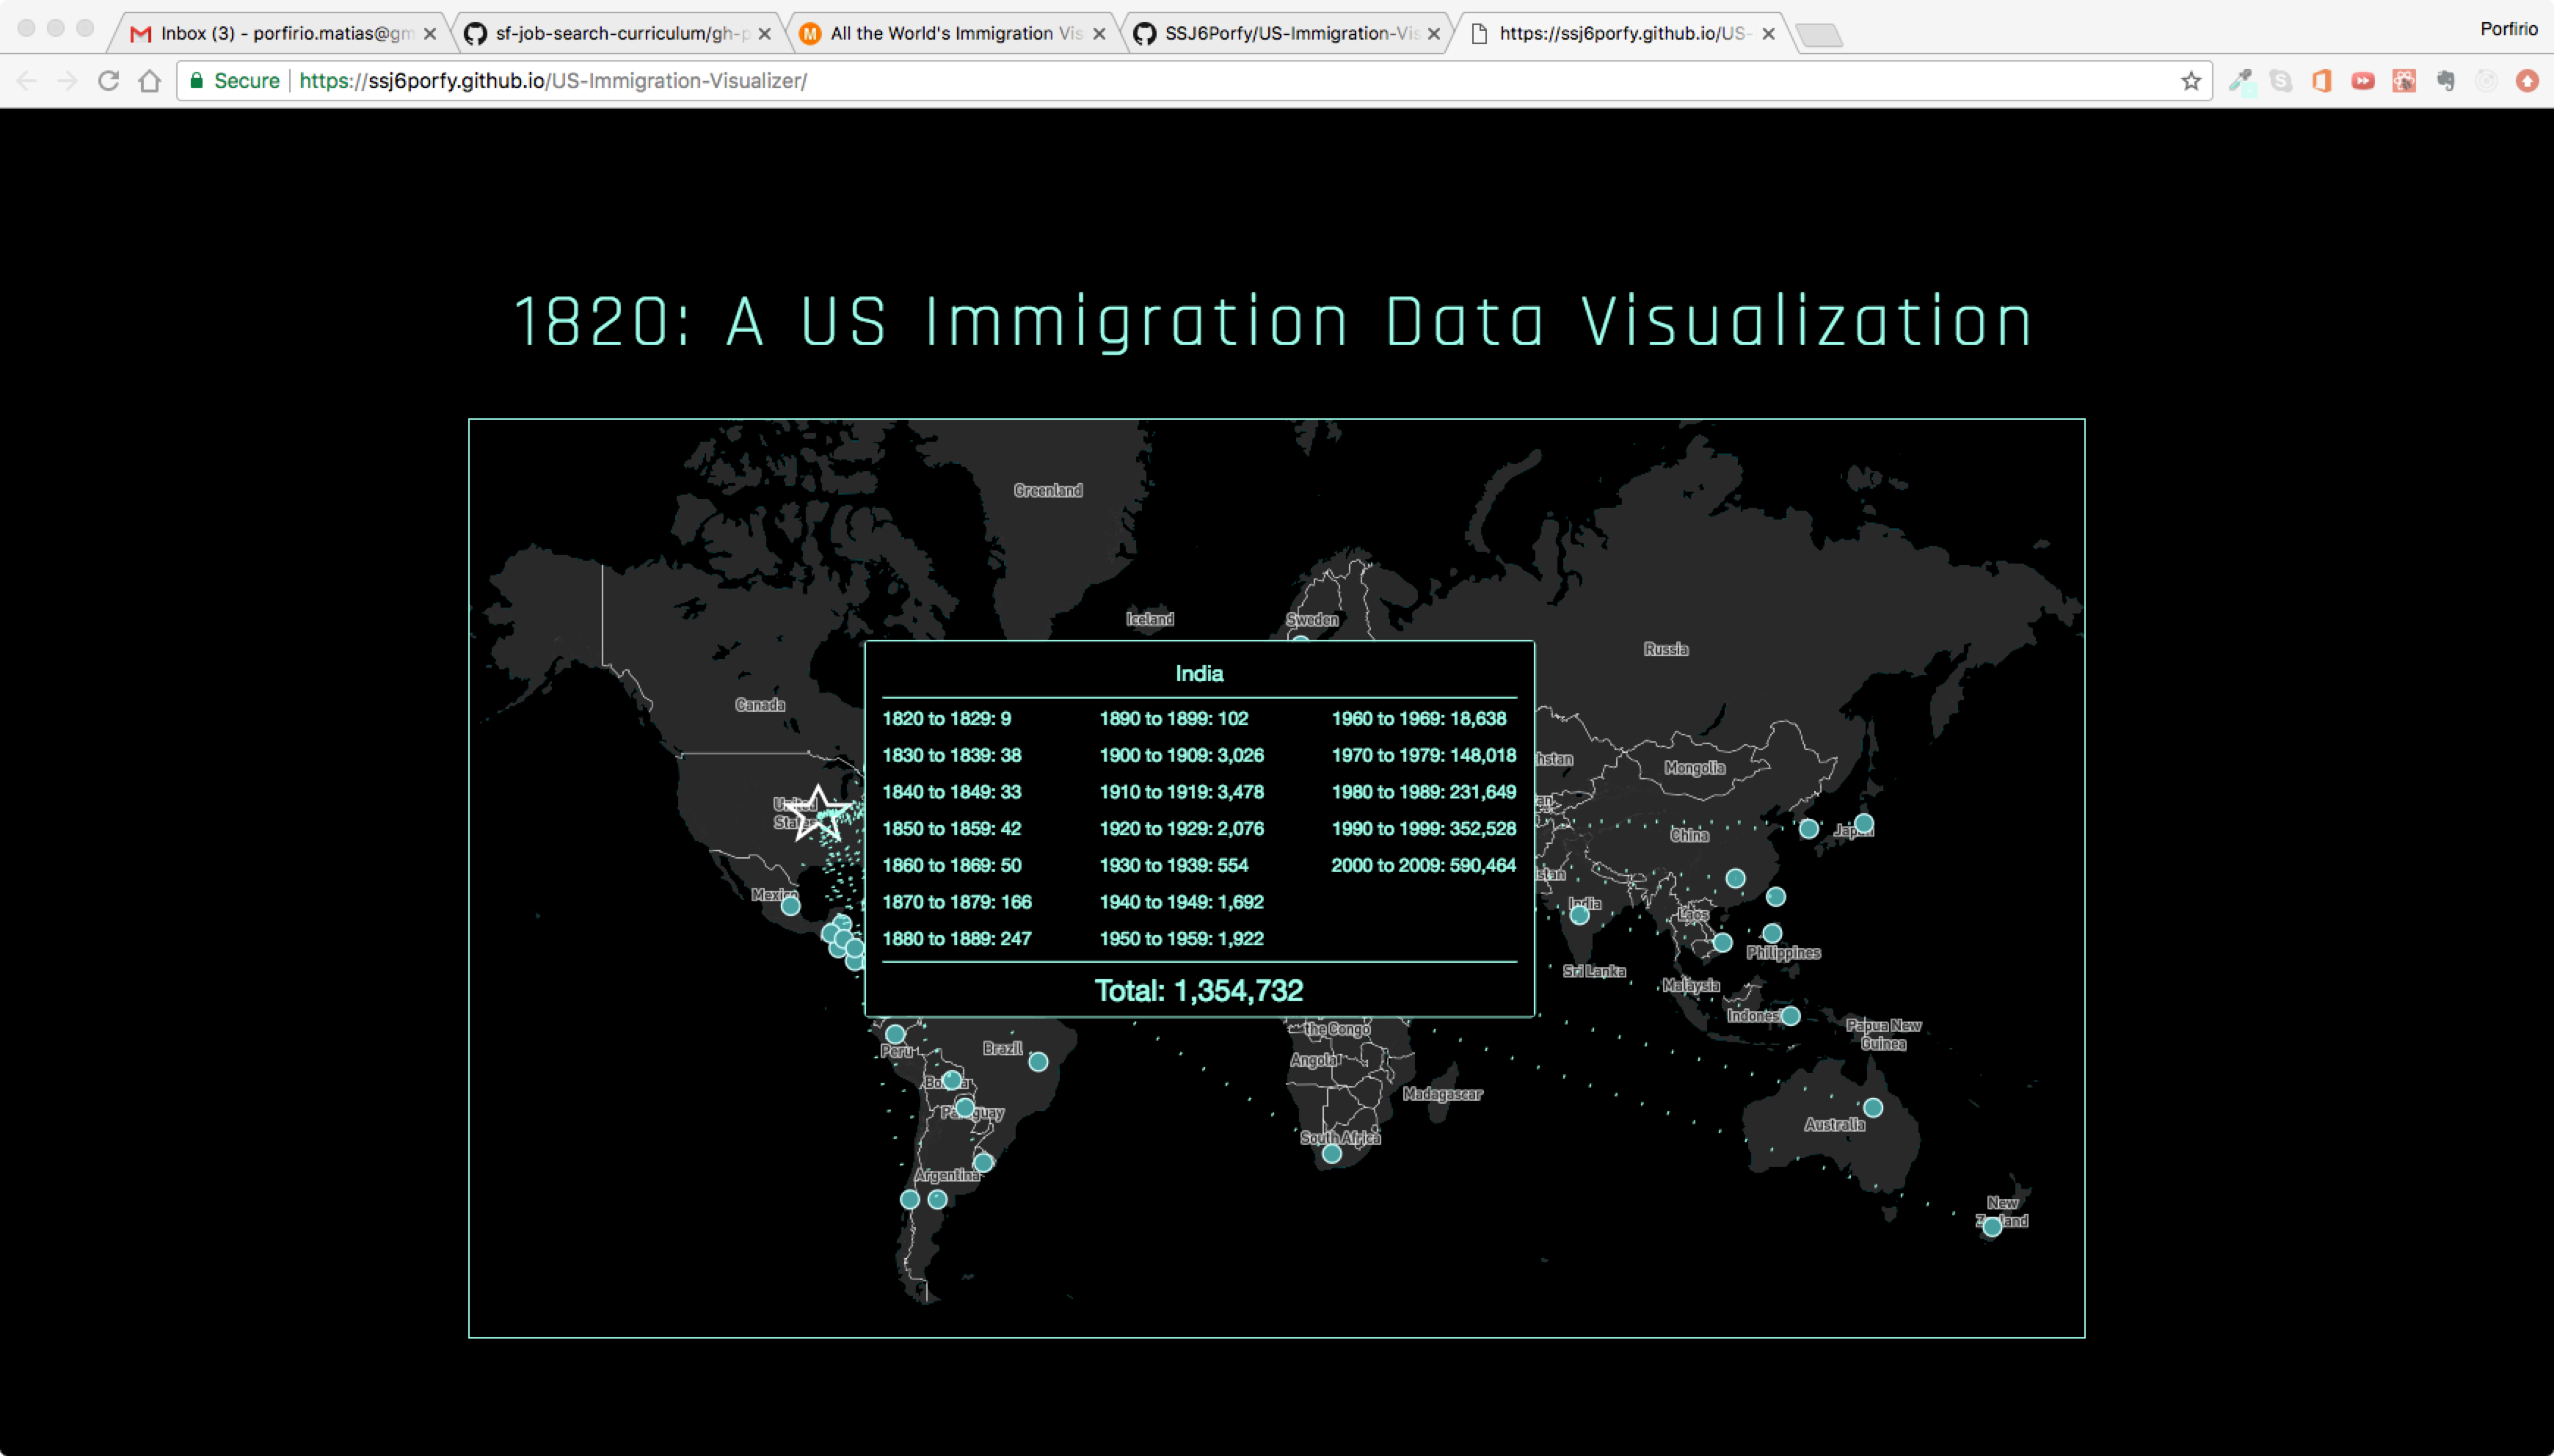 Inbox (3) - porfirio.matias@gm
sf-job-search-curriculum/gh-p
All the World's Immigration Vis
SSJ6Porfy/US-Immigration-Vis
https://ssj6porfy.github.io/US-
Porfirio
Secure
https://ssj6porfy.github.io/US-Immigration-Visualizer/
1820: A US Immigration Data Visualization
Greenland
Iceland
Sweden
Russia
Canada
India
1820 to 1829: 9
1830 to 1839: 38
1840 to 1849: 33
1850 to 1859: 42
1860 to 1869: 50
1870 to 1879: 166
1880 to 1889: 247
1890 to 1899: 102
1900 to 1909: 3,026
1910 to 1919: 3,478
1920 to 1929: 2,076
1930 to 1939: 554
1940 to 1949: 1,692
1950 to 1959: 1,922
1960 to 1969: 18,638
1970 to 1979: 148,018
1980 to 1989: 231,649
1990 to 1999: 352,528
2000 to 2009: 590,464
Total: 1,354,732
hstan
Mongolia
United
States
China
Japan
Mexico
stan
India
Laos
Philippines
Sri Lanka
Malaysia
Indones
Papua New
Guinea
the Congo
Peru
Brazil
Angola
Bolivia
Madagascar
Paraguay
South Africa
Australia
Argentina
New
Zealand